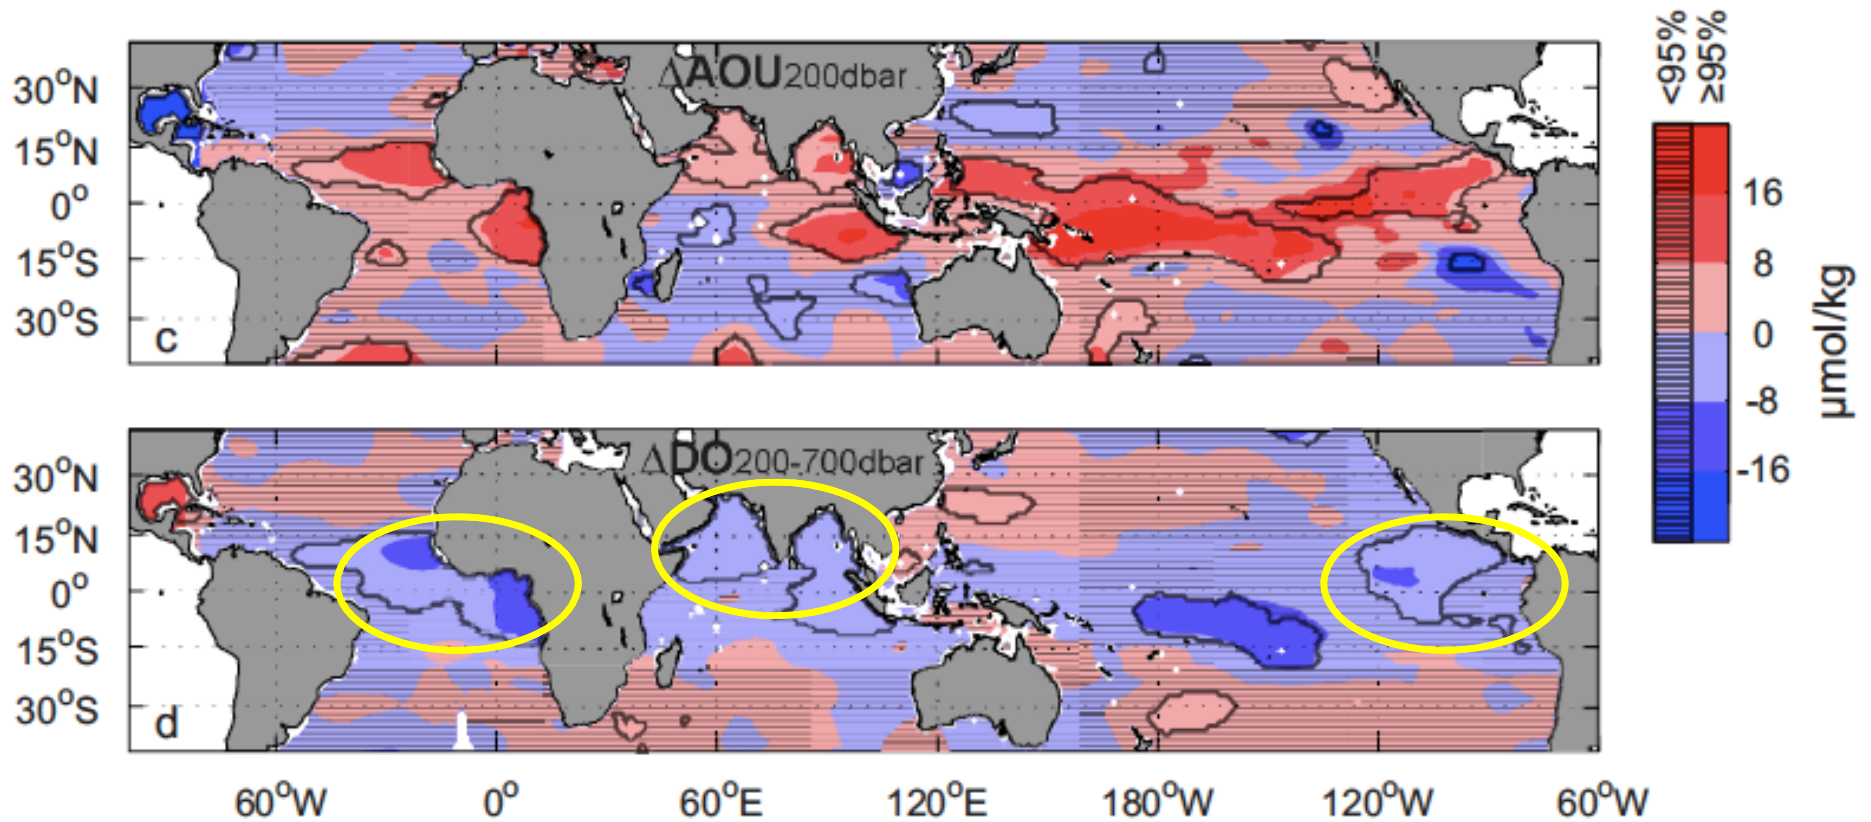 <95%
≥95%
ΔAOU200dbar
30°N
15°N
0°
15°S
30°S
c
16
8
0
-8
-16
μmol/kg
ΔDO200-700dbar
30°N
15°N
0°
15°S
30°S
d
60°W 0° 60°E 120°E 180°W 120°W 60°W